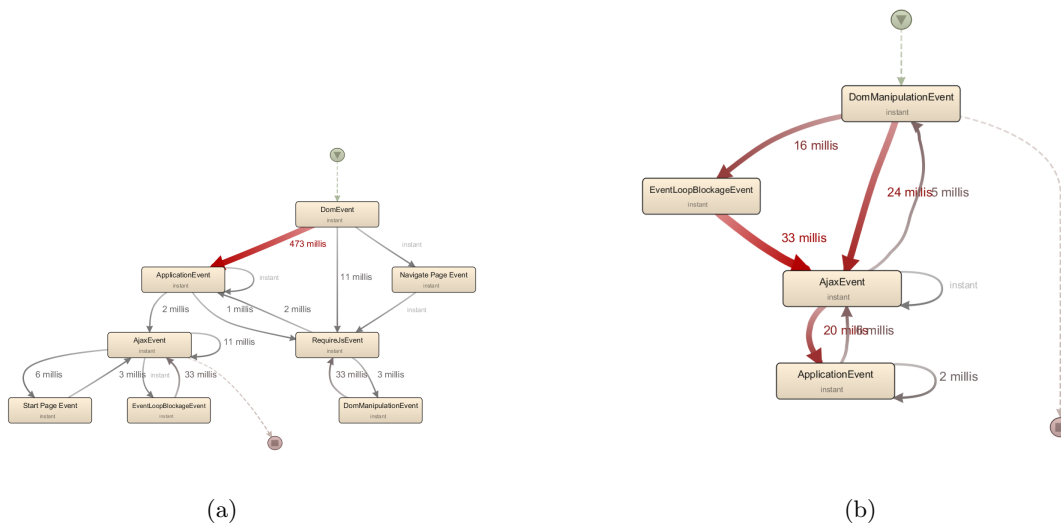 DomEvent
instant
473 millis
instant
ApplicationEvent
instant
instant
11 millis
Navigate Page Event
instant
2 millis
1 millis
2 millis
instant
AjaxEvent
instant
11 millis
RequireJsEvent
instant
6 millis
3 millis
instant
33 millis
33 millis
3 millis
Start Page Event
instant
EventLoopBlockageEvent
instant
DomManipulationEvent
instant
(a)
DomManipulationEvent
instant
16 millis
EventLoopBlockageEvent
instant
24 millis
5 millis
33 millis
AjaxEvent
instant
instant
20 millis
ApplicationEvent
instant
2 millis
(b)